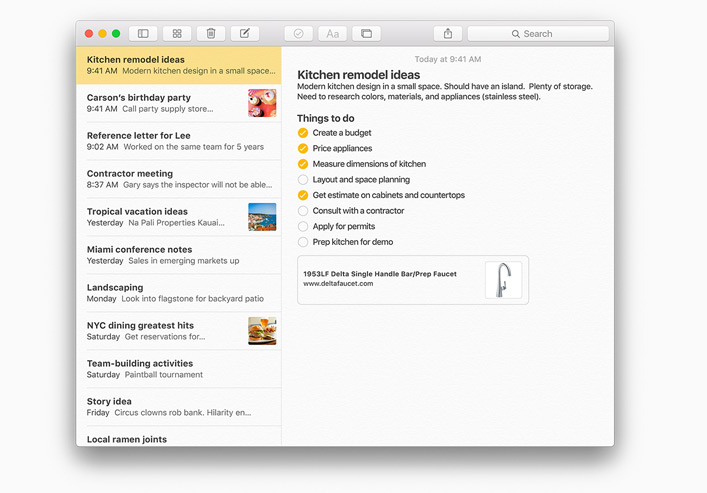 Aa
Search
Kitchen remodel ideas
9:41 AM Modern kitchen design in a small space...
Carson's birthday party
9:41 AM Call party supply store...
Reference letter for Lee
9:02 AM Worked on the same team for 5 years
Contractor meeting
8:37 AM Gary says the inspector will not be able...
Tropical vacation ideas
Yesterday Na Pali Properties Kauai...
Miami conference notes
Yesterday Sales in emerging markets up
Landscaping
Monday Look into flagstone for backyard patio
NYC dining greatest hits
Saturday Get reservations for...
Team-building activities
Saturday Paintball tournament
Story idea
Friday Circus clowns rob bank. Hilarity en...
Local ramen joints
Today at 9:41 AM
Kitchen remodel ideas
Modern kitchen design in a small space. Should have an island. Plenty of storage.
Need to research colors, materials, and appliances (stainless steel).
Things to do
Create a budget
Price appliances
Measure dimensions of kitchen
Layout and space planning
Get estimate on cabinets and countertops
Consult with a contractor
Apply for permits
Prep kitchen for demo
1953LF Delta Single Handle Bar/Prep Faucet
www.deltafaucet.com